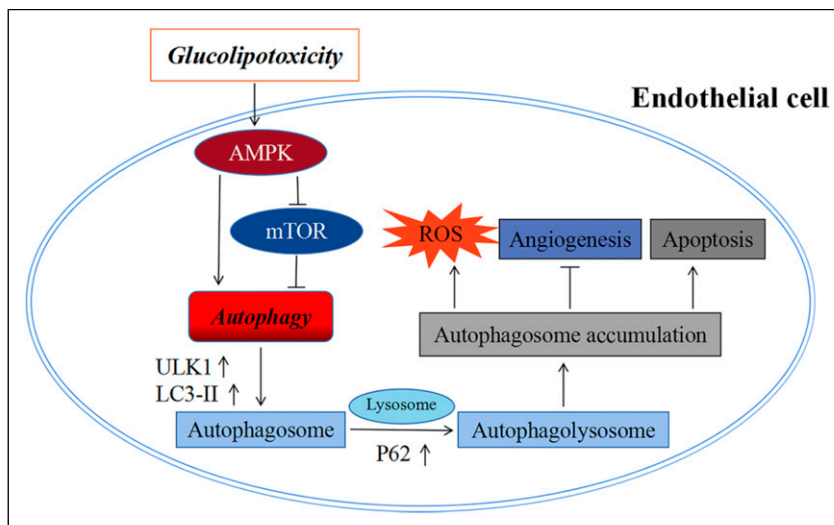 Glucolipotoxicity
Endothelial cell
AMPK
mTOR
ROS
Angiogenesis
Apoptosis
Autophagy
Autophagosome accumulation
ULK1 ↑
LC3-II ↑
Lysosome
Autophagosome
Autophagolysosome
P62 ↑